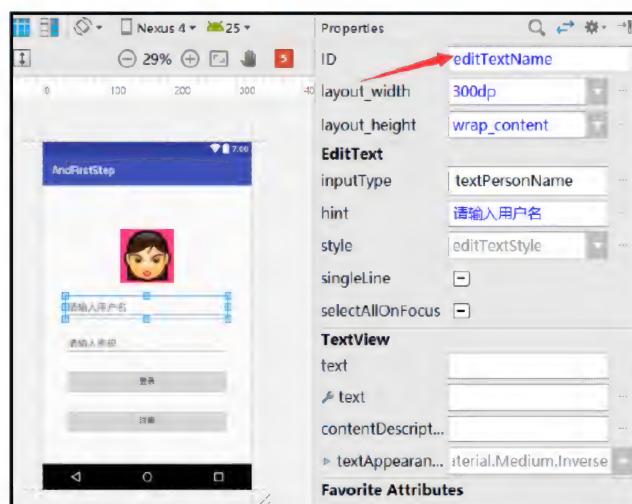 Nexus 4 25
29% 5
0 100 200 300 40
7:00
AndFirstStep
请输入用户名
请输入密码
登录
注册
Properties
ID editTextName
layout_width 300dp
layout_height wrap_content
EditText
inputType textPersonName
hint 请输入用户名
style editTextStyle
singleLine
selectAllOnFocus
TextView
text
text
contentDescript...
textAppearan... aterial.Medium.Inverse
Favorite Attributes